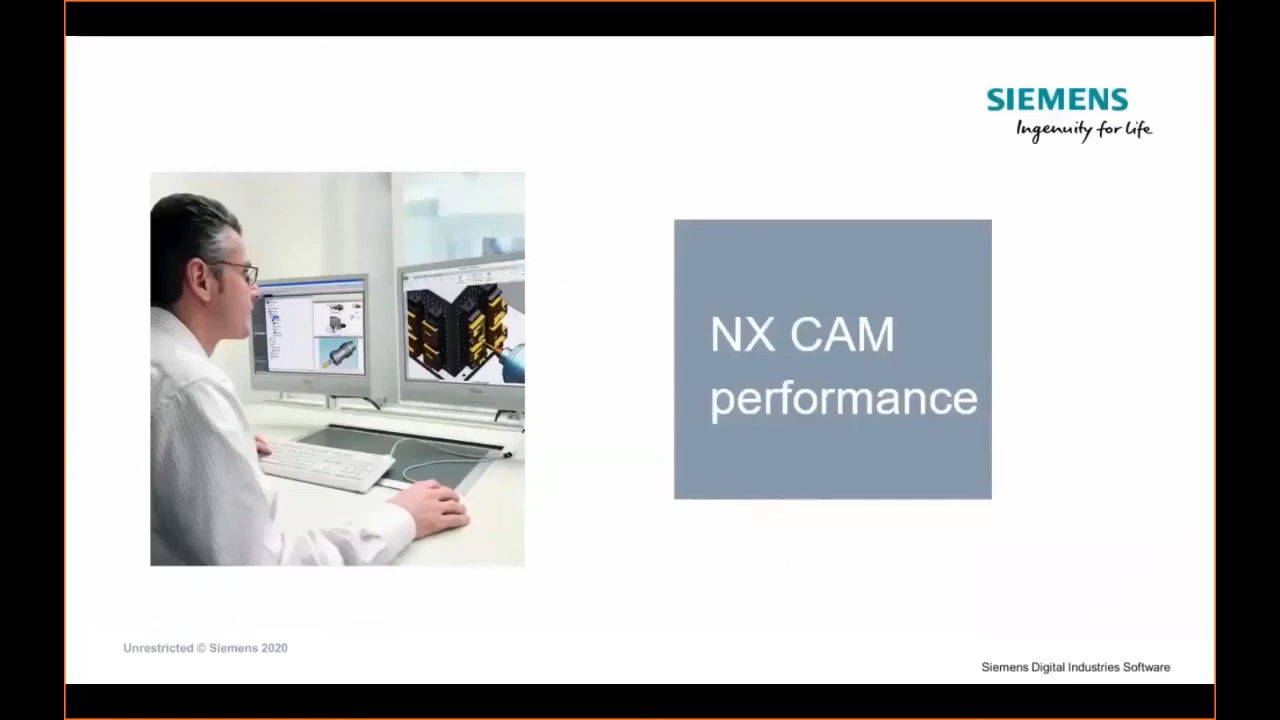 SIEMENS
Ingenuity for life
NX CAM
performance
Unrestricted © Siemens 2020
Siemens Digital Industries Software